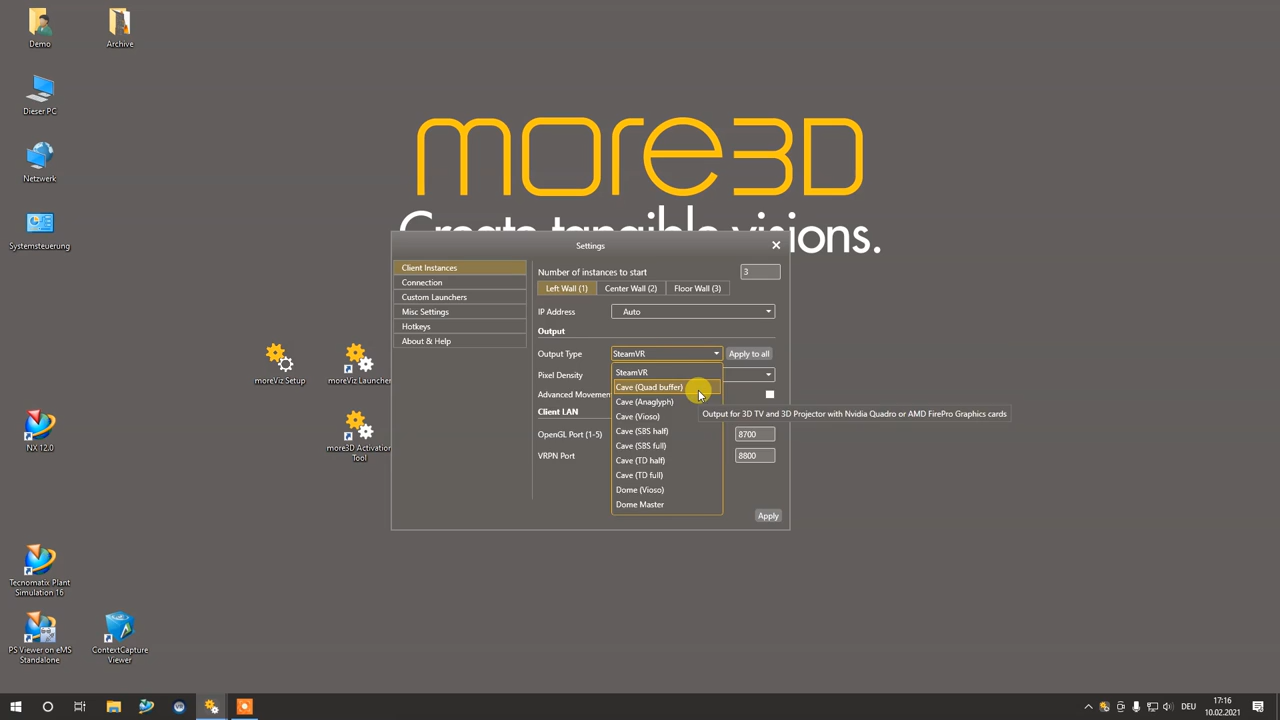 Demo
Archive
Dieser PC
Netzwerk
Systemsteuerung
more3D
Create tangible visions.
Settings
Client Instances
Connection
Custom Launchers
Misc Settings
Hotkeys
About & Help
Number of instances to start
3
Left Wall (1)
Center Wall (2)
Floor Wall (3)
IP Address
Auto
Output
Output Type
SteamVR
Apply to all
Pixel Density
Advanced Movemen
Client LAN
OpenGL Port (1-5)
8700
VRPN Port
8800
SteamVR
Cave (Quad buffer)
Cave (Anaglyph)
Cave (Vioso)
Cave (SBS half)
Cave (SBS full)
Cave (TD half)
Cave (TD full)
Dome (Vioso)
Dome Master
Output for 3D TV and 3D Projector with Nvidia Quadro or AMD FirePro Graphics cards
Apply
moreViz Setup
moreViz Launcher
NX 12.0
more3D Activation
Tool
Tecnomatix Plant
Simulation 16
PS Viewer on eMS
Standalone
ContextCapture
Viewer
DEU
17:16
10.02.2021